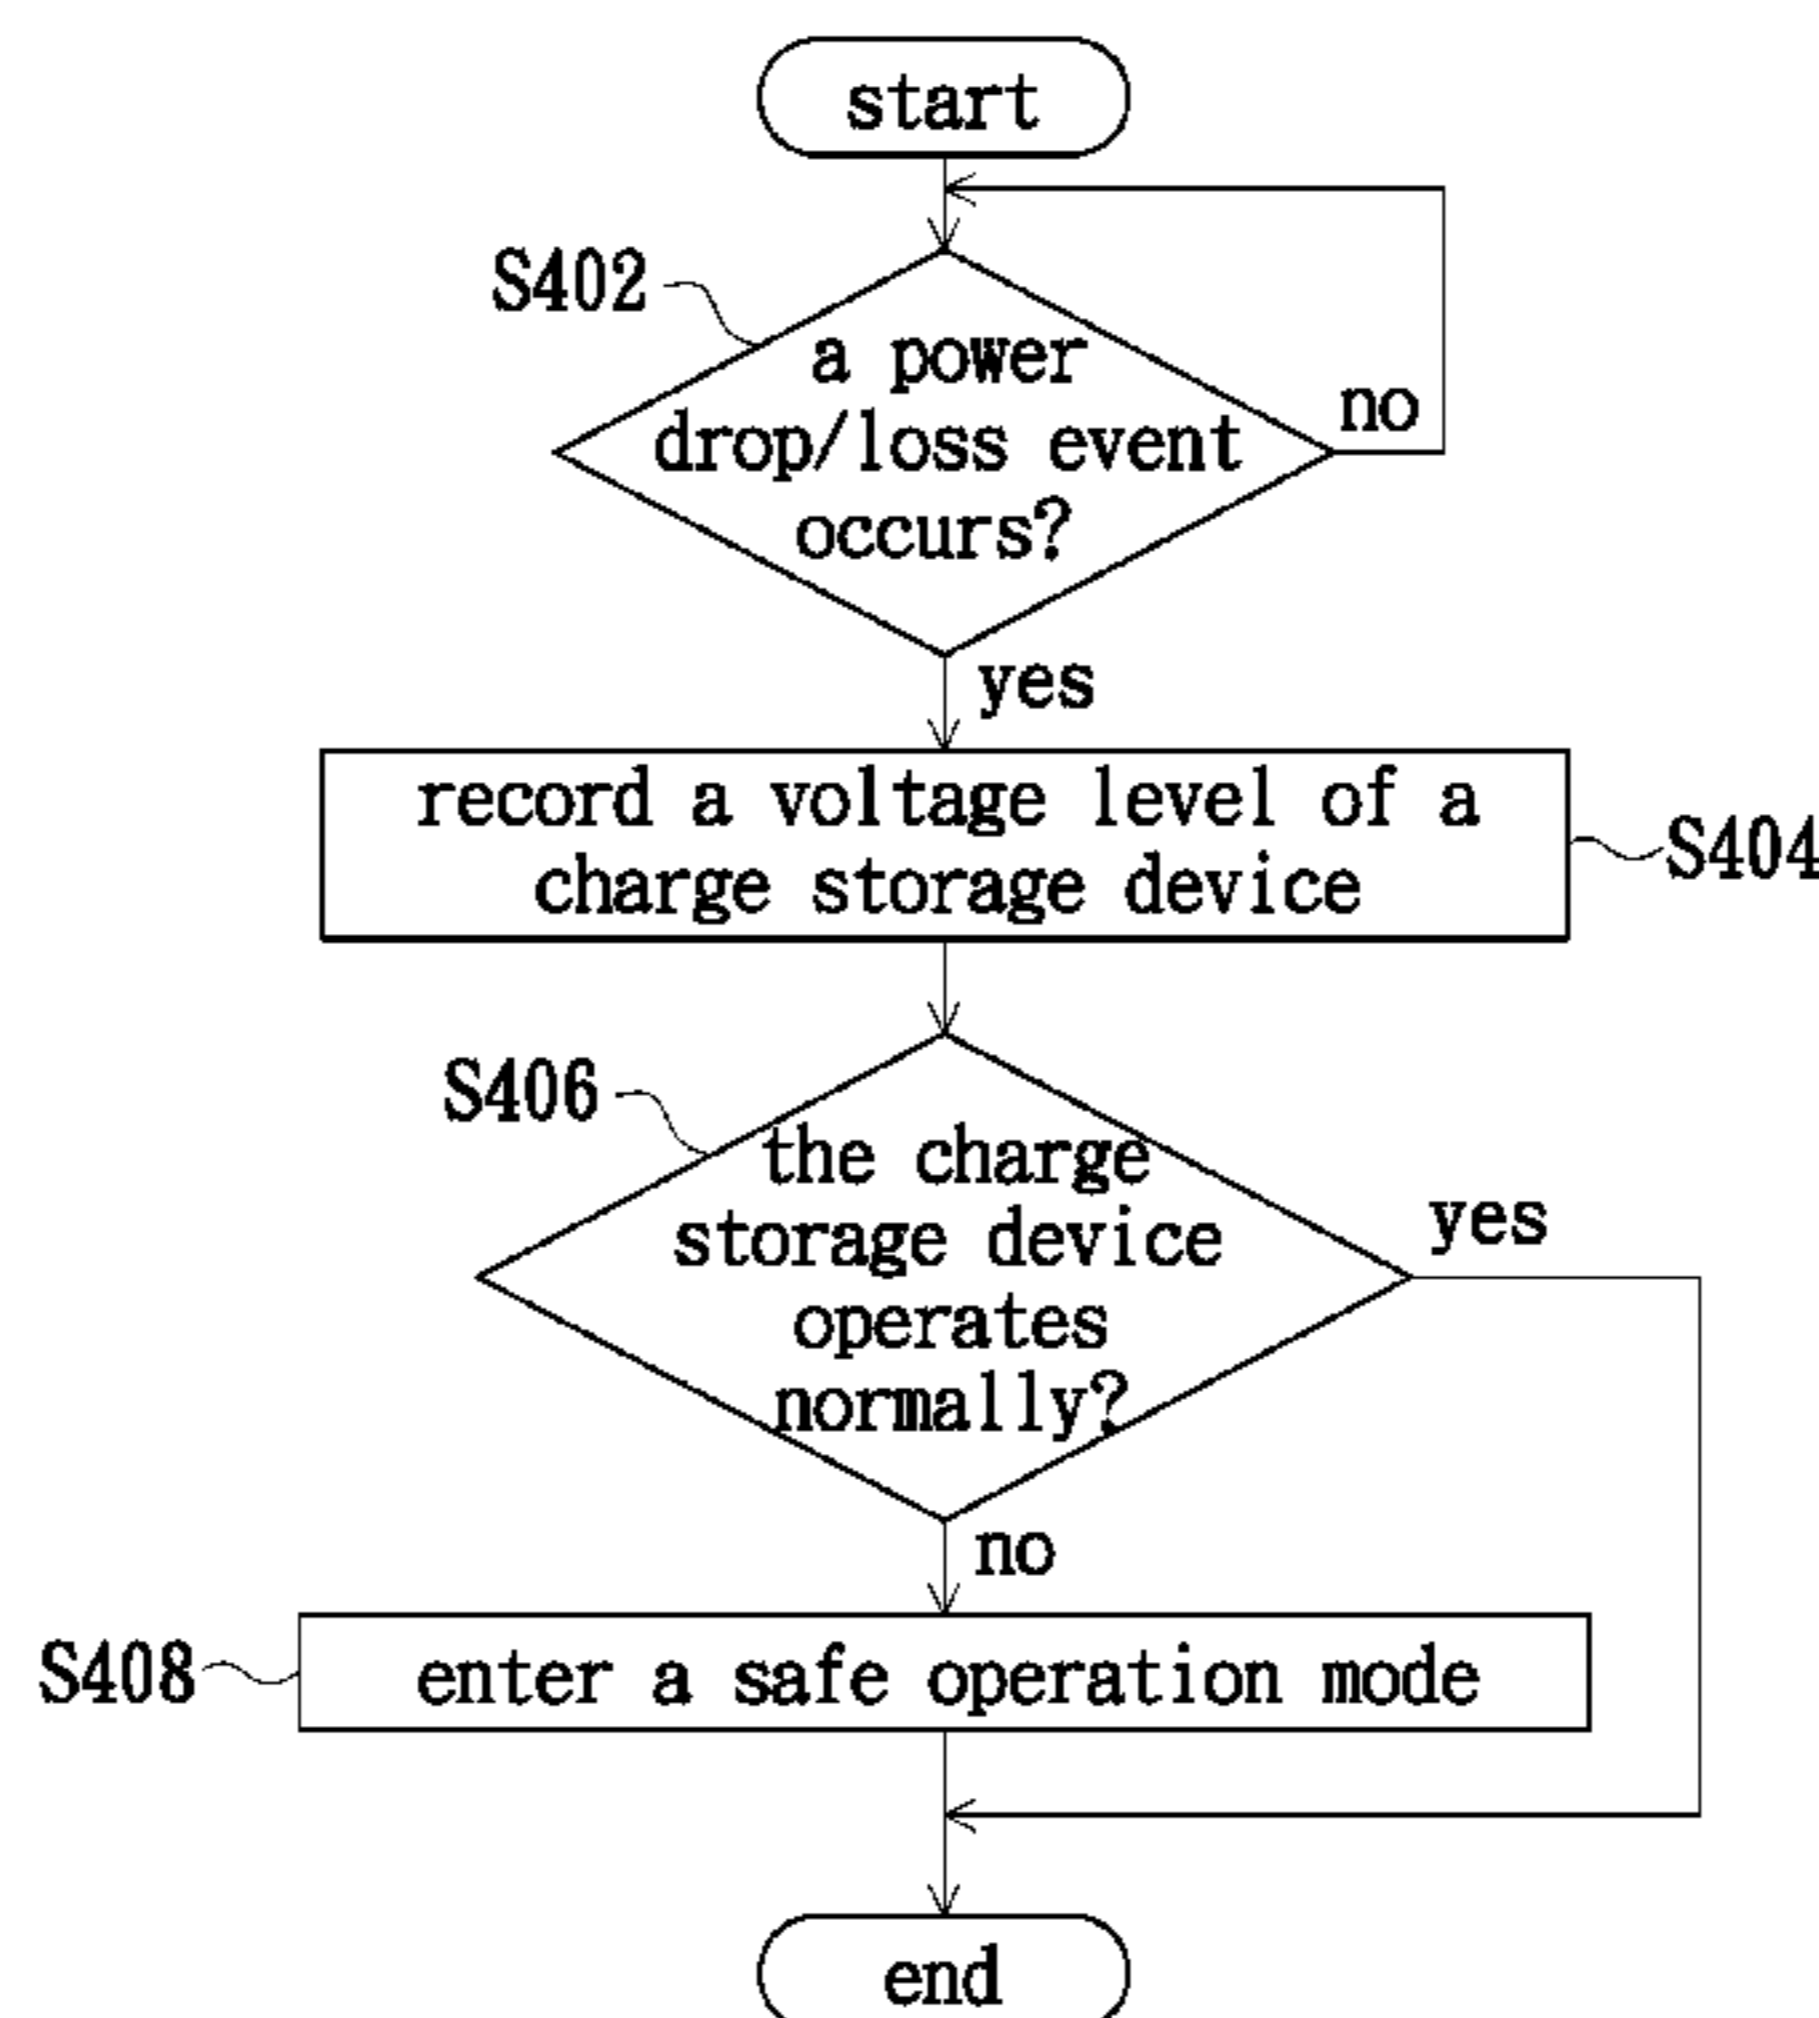 start
S402
a power
drop/loss event
occurs?
no
yes
record a voltage level of a
charge storage device
S404
S406
the charge
storage device
operates
normally?
yes
no
S408
enter a safe operation mode
end